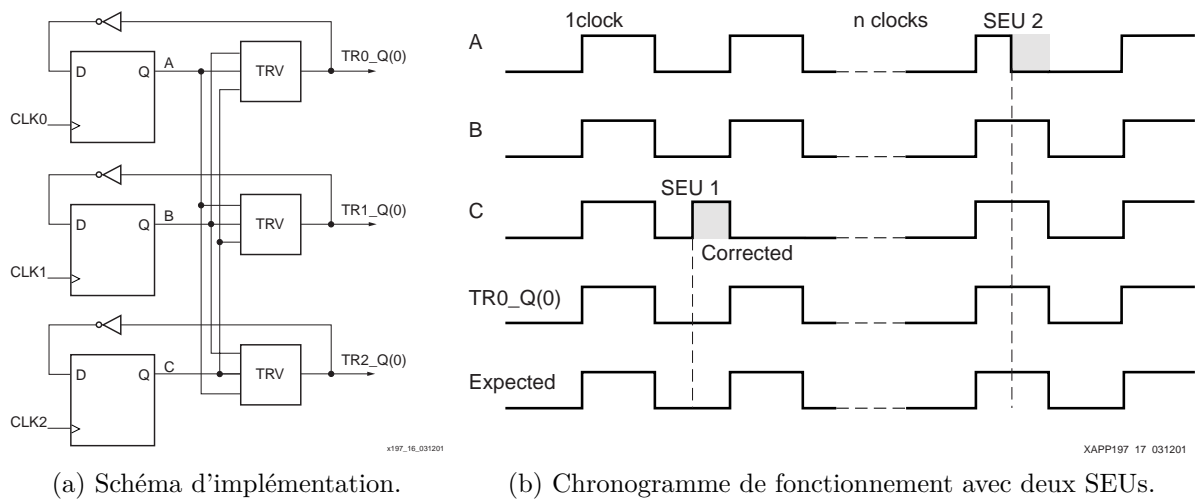 TRV
TR0_Q(0)
D
Q
A
CLK0
TRV
TR1_Q(0)
D
Q
B
CLK1
TRV
TR2_Q(0)
D
Q
C
CLK2
x197_16_031201
(a) Schéma d'implémentation.
1clock
n clocks
SEU 2
A
B
SEU 1
C
Corrected
TR0_Q(0)
Expected
XAPP197 17 031201
(b) Chronogramme de fonctionnement avec deux SEUs.